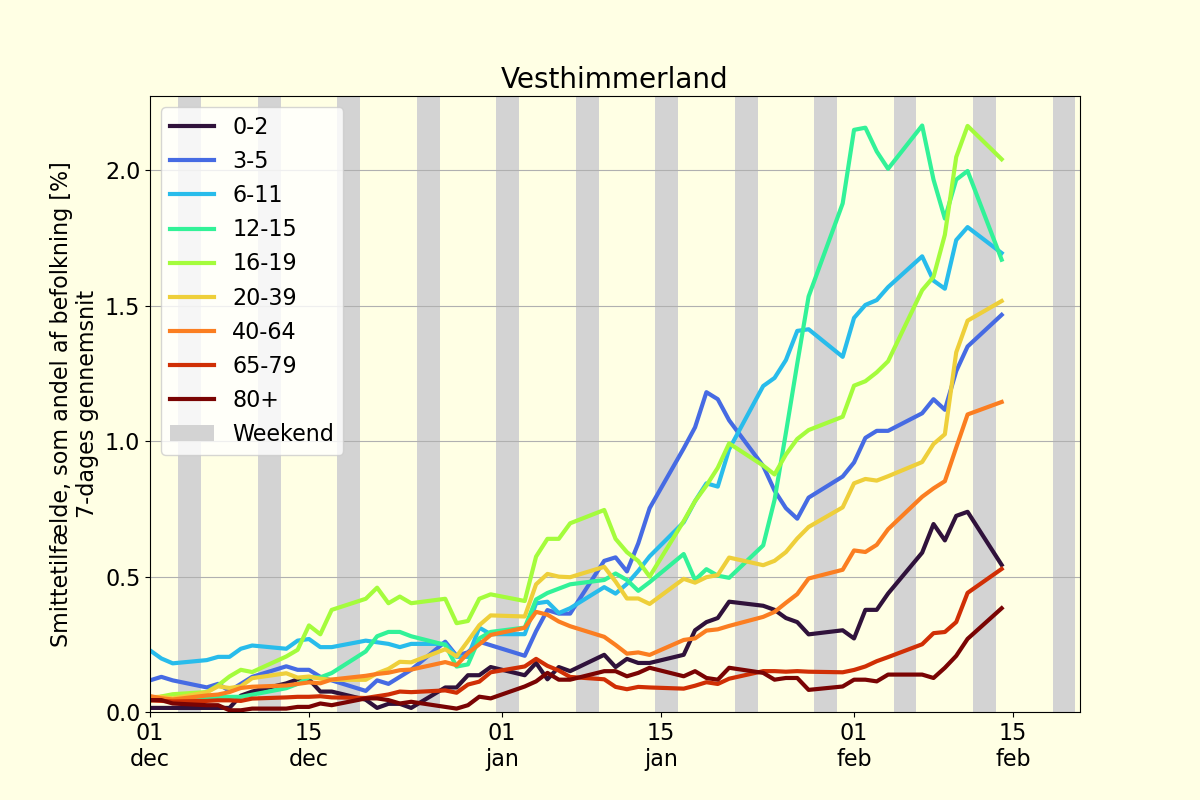 Vesthimmerland
Smittetilfælde, som andel af befolkning [%]
7-dages gennemsnit
2.0
1.5
1.0
0.5
0.0
0-2
3-5
6-11
12-15
16-19
20-39
40-64
65-79
80+
Weekend
01
dec
15
dec
01
jan
15
jan
01
feb
15
feb